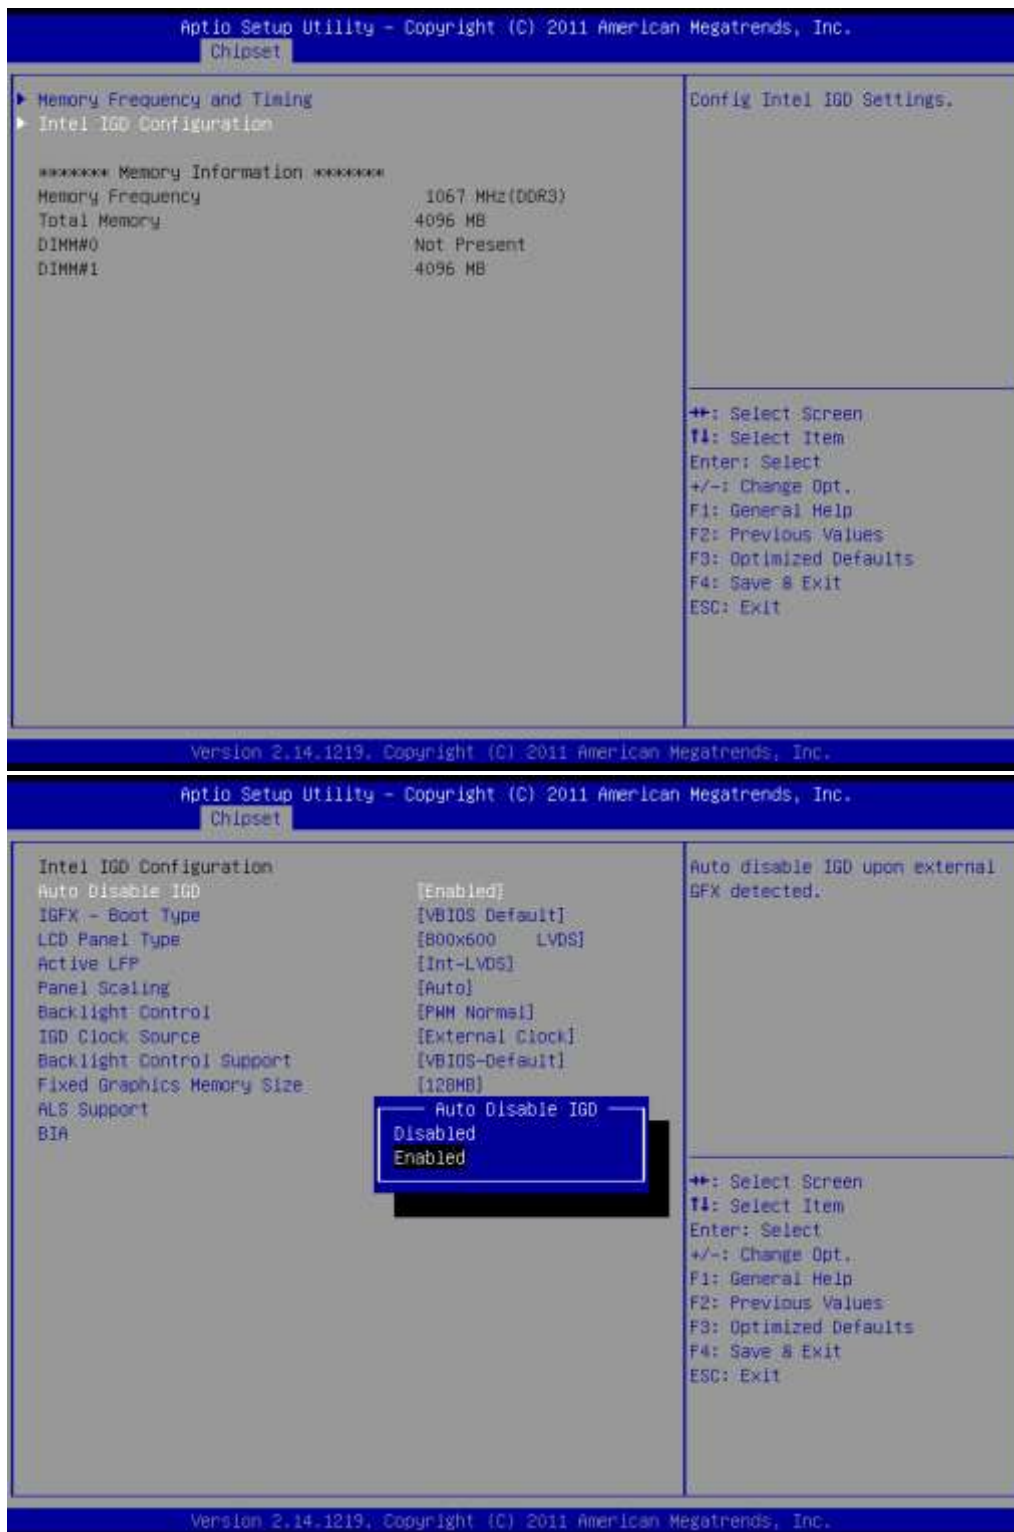 Aptio Setup Utility – Copyright (C) 2011 American Megatrends, Inc.
Chipset
Memory Frequency and Timing
Intel IGD Configuration
Config Intel IGD Settings.
******* Memory Information *******
Memory Frequency 1067 MHz(DDR3)
Total Memory 4096 MB
DIMM#0 Not Present
DIMM#1 4096 MB
→←: Select Screen
↑↓: Select Item
Enter: Select
+/-: Change Opt.
F1: General Help
F2: Previous Values
F3: Optimized Defaults
F4: Save & Exit
ESC: Exit
Version 2.14.1219. Copyright (C) 2011 American Megatrends, Inc.
Aptio Setup Utility – Copyright (C) 2011 American Megatrends, Inc.
Chipset
Intel IGD Configuration
Auto Disable IGD [Enabled]
IGFX – Boot Type [VBIOS Default]
LCD Panel Type [800x600 LVDS]
Active LFP [Int-LVDS]
Panel Scaling [Auto]
Backlight Control [PWM Normal]
IGD Clock Source [External Clock]
Backlight Control Support [VBIOS-Default]
Fixed Graphics Memory Size [128MB]
ALS Support
BIA
Auto Disable IGD
Disabled
Enabled
Auto disable IGD upon external
GFX detected.
→←: Select Screen
↑↓: Select Item
Enter: Select
+/-: Change Opt.
F1: General Help
F2: Previous Values
F3: Optimized Defaults
F4: Save & Exit
ESC: Exit
Version 2.14.1219. Copyright (C) 2011 American Megatrends, Inc.